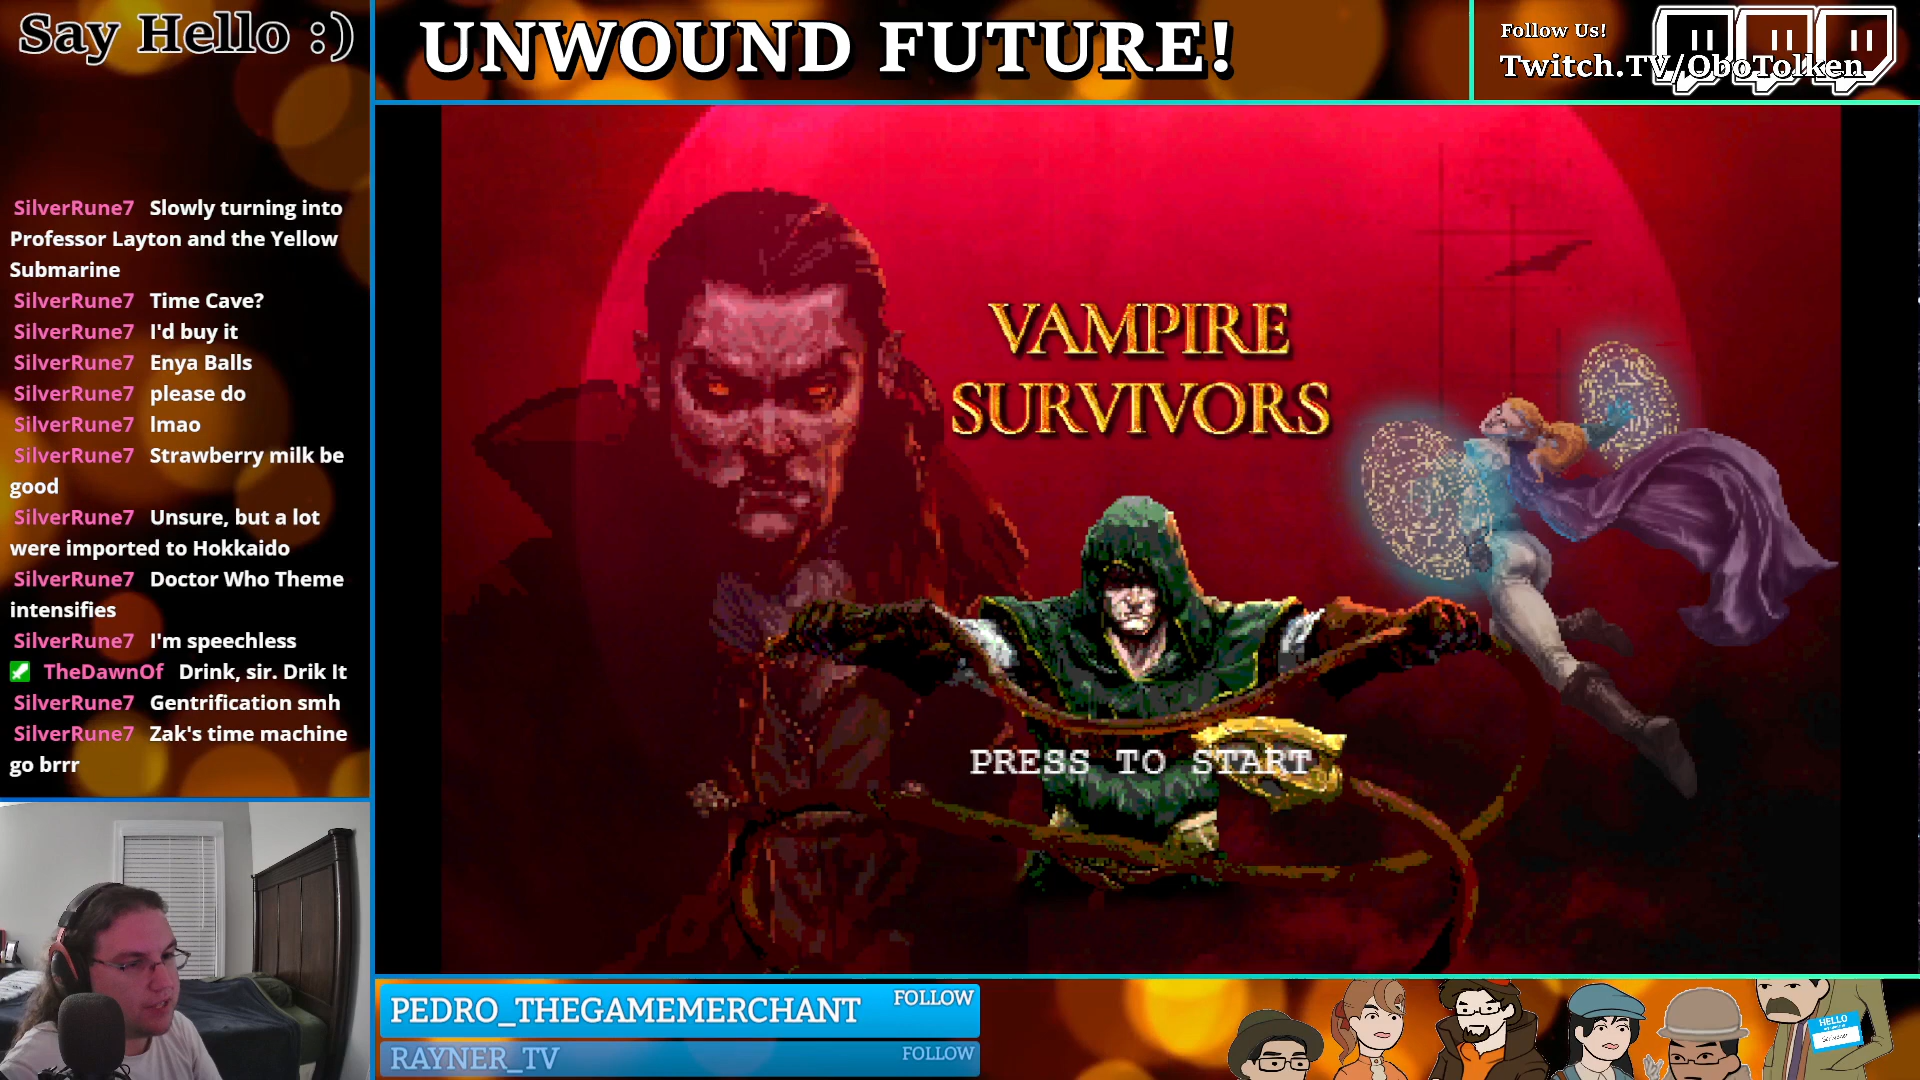 Say Hello :)
UNWOUND FUTURE!
Follow Us!
Twitch.TV/OboTolken
SilverRune7 Slowly turning into
Professor Layton and the Yellow
Submarine
SilverRune7 Time Cave?
SilverRune7 I'd buy it
SilverRune7 Enya Balls
SilverRune7 please do
SilverRune7 lmao
SilverRune7 Strawberry milk be
good
SilverRune7 Unsure, but a lot
were imported to Hokkaido
SilverRune7 Doctor Who Theme
intensifies
SilverRune7 I'm speechless
TheDawnOf Drink, sir. Drik It
SilverRune7 Gentrification smh
SilverRune7 Zak's time machine
go brrr
VAMPIRE
SURVIVORS
PRESS TO START
PEDRO_THEGAMEMERCHANT FOLLOW
RAYNER_TV FOLLOW
HELLO